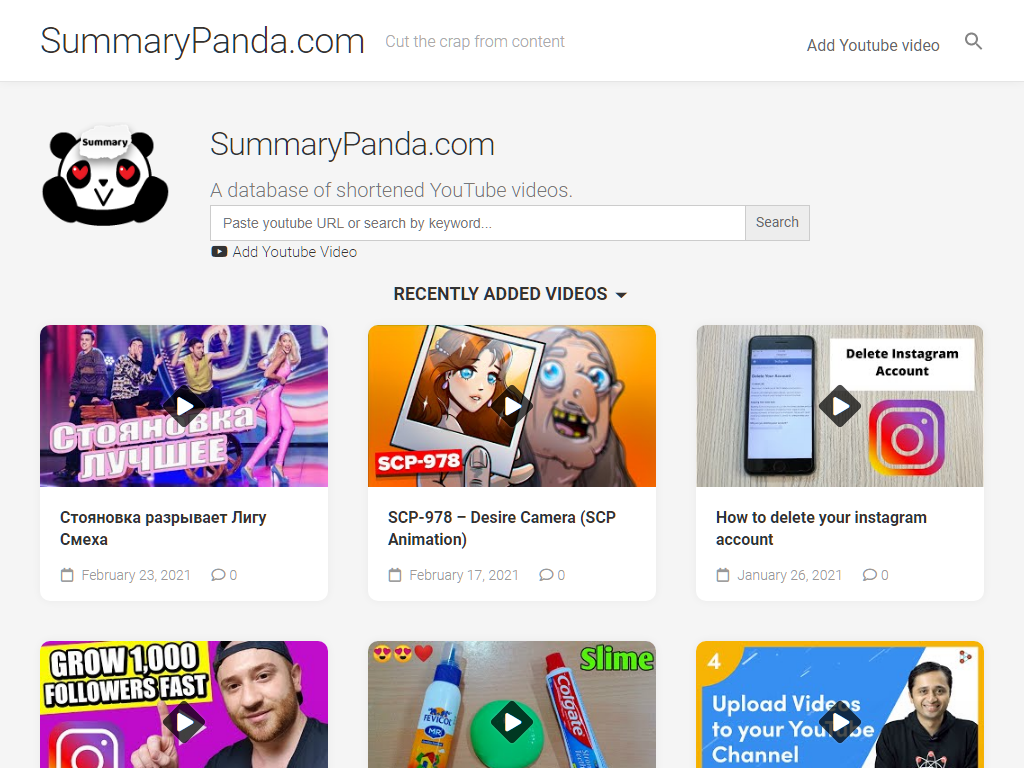 SummaryPanda.com
Cut the crap from content
Add Youtube video
Summary
SummaryPanda.com
A database of shortened YouTube videos.
Paste youtube URL or search by keyword...
Search
Add Youtube Video
RECENTLY ADDED VIDEOS
СТОЯНОВКА
ЛУЧШЕЕ
SCP-978
Delete Instagram
Account
Стояновка разрывает Лигу
Смеха
February 23, 2021
0
SCP-978 – Desire Camera (SCP
Animation)
February 17, 2021
0
How to delete your instagram
account
January 26, 2021
0
GROW 1,000
FOLLOWERS FAST
Slime
FEVICOL
MR
Colgate
4
Upload Videos
to your YouTube
Channel